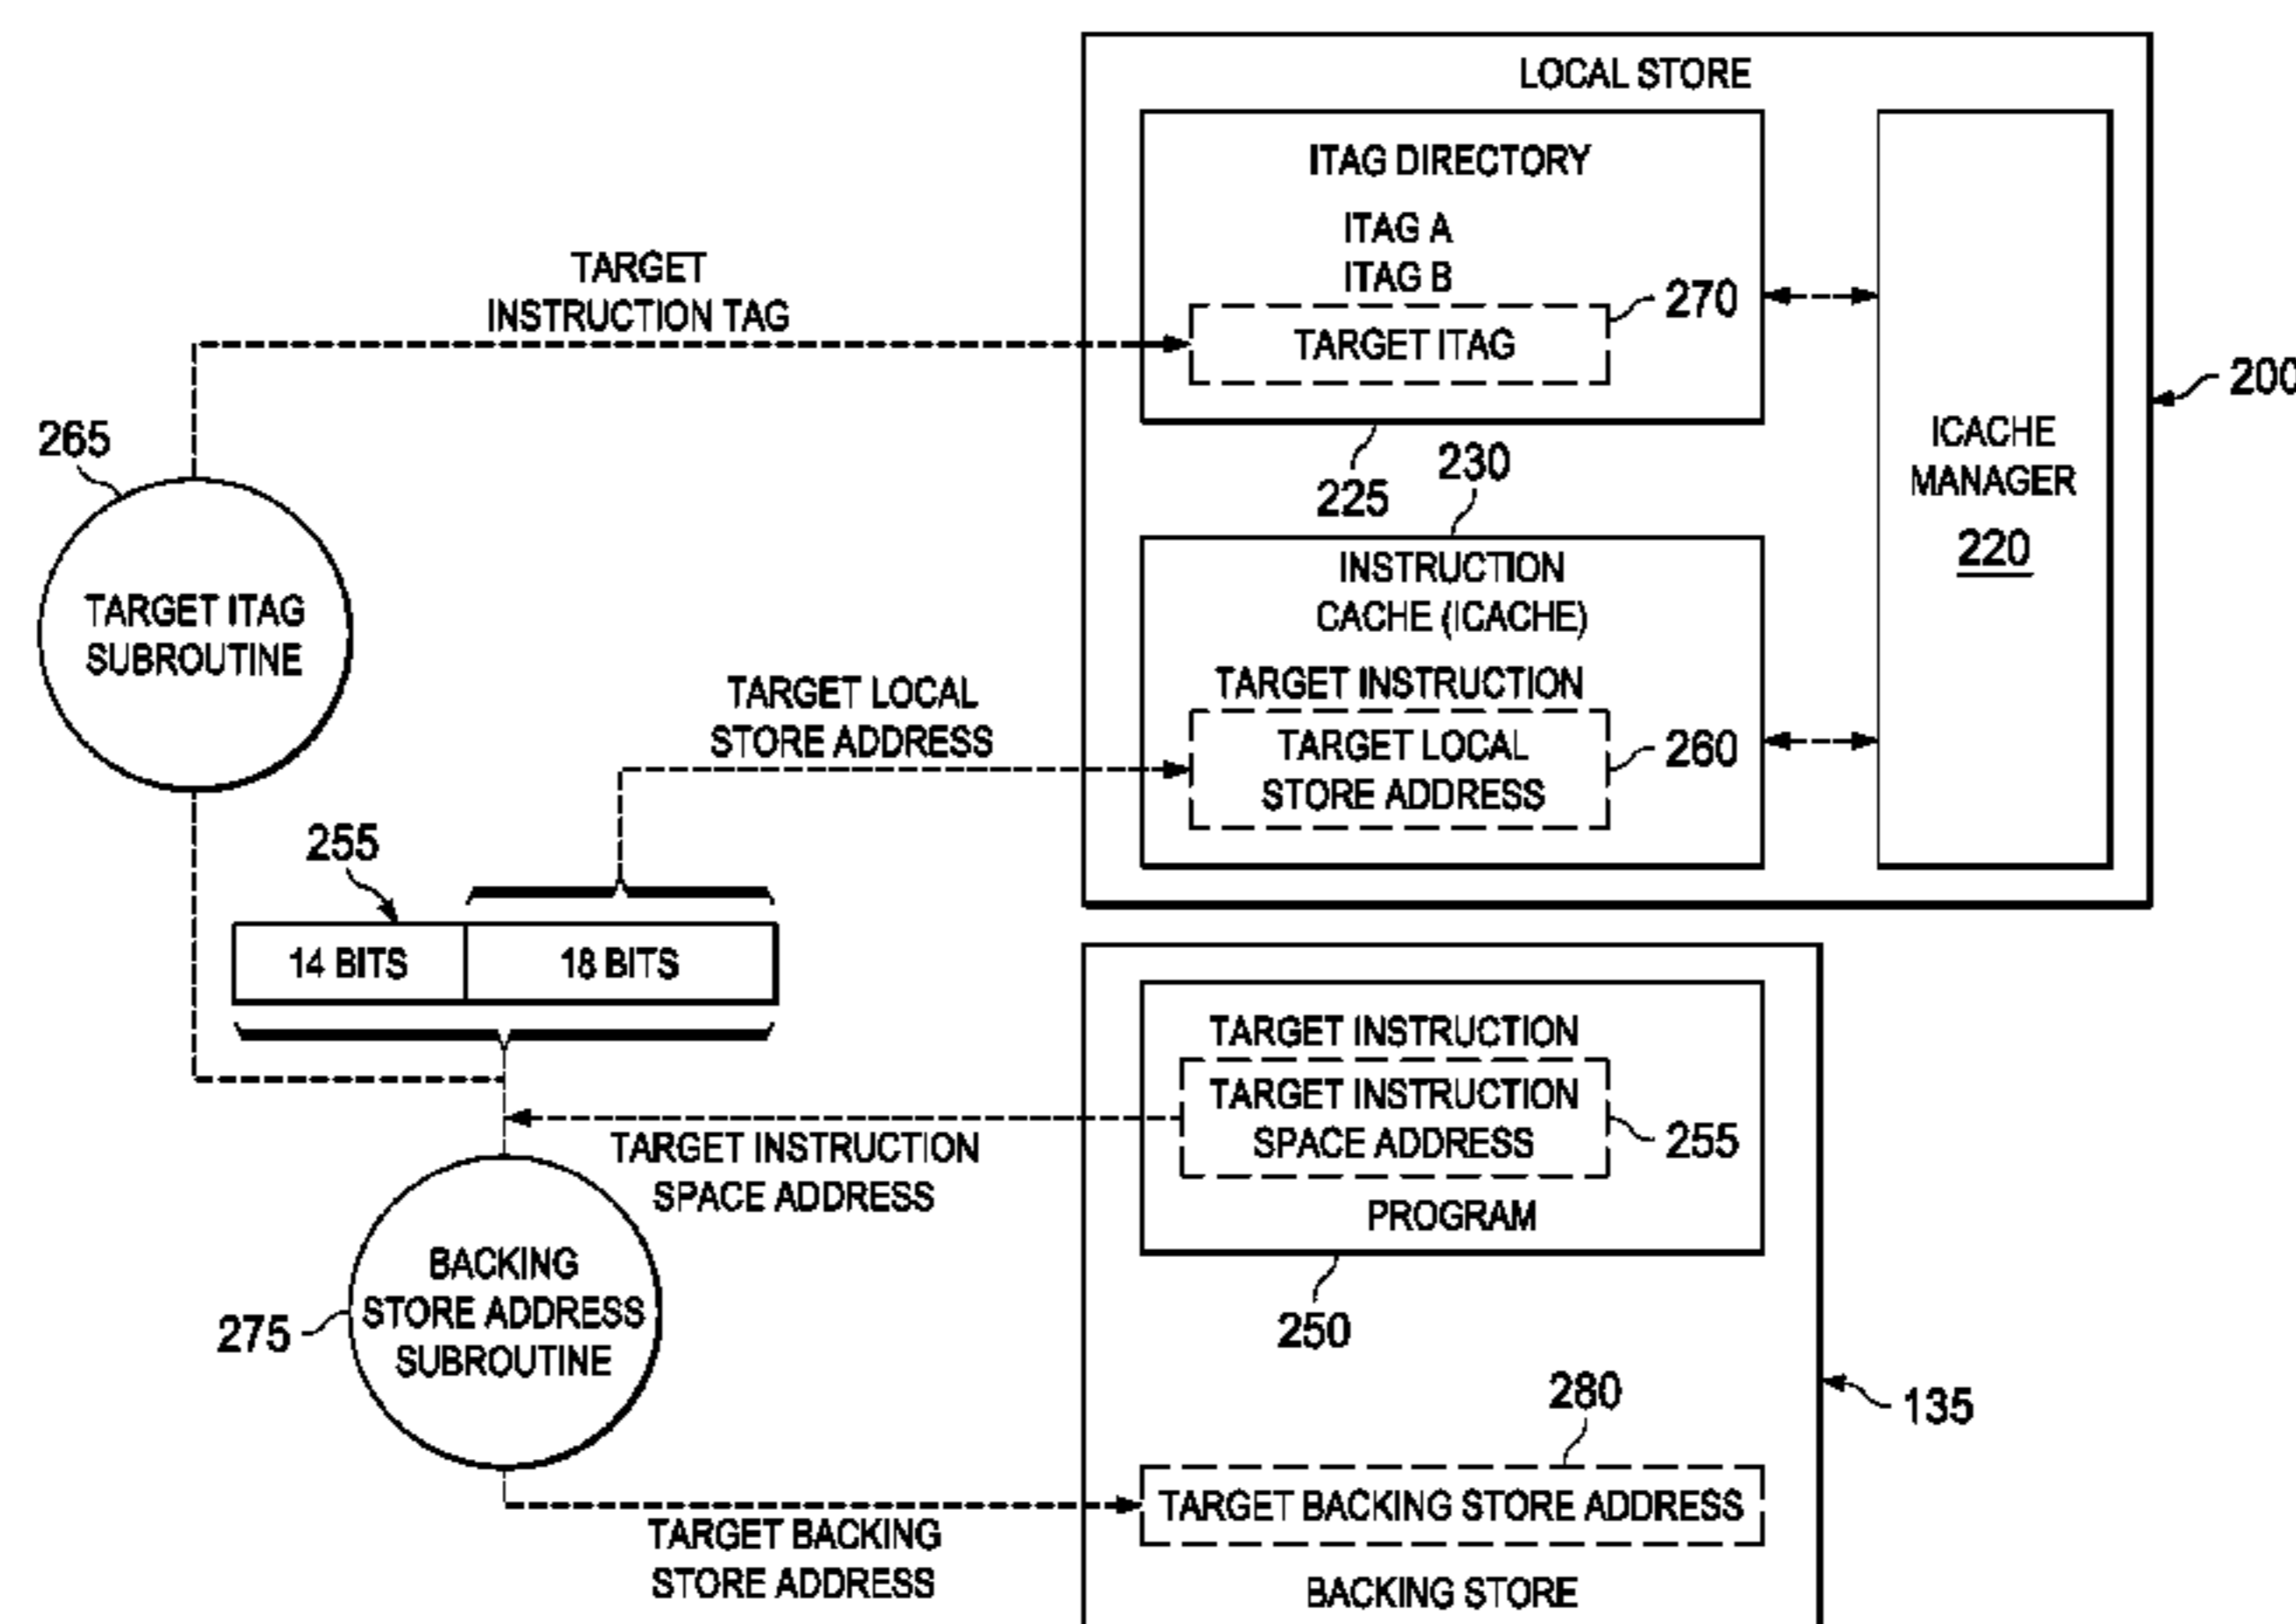 LOCAL STORE
ITAG DIRECTORY
ITAG A
ITAG B
TARGET ITAG
270
225
TARGET
INSTRUCTION TAG
265
TARGET ITAG
SUBROUTINE
230
INSTRUCTION
CACHE (ICACHE)
TARGET INSTRUCTION
TARGET LOCAL
STORE ADDRESS
260
ICACHE
MANAGER
220
200
TARGET LOCAL
STORE ADDRESS
255
14 BITS
18 BITS
TARGET INSTRUCTION
TARGET INSTRUCTION
SPACE ADDRESS
255
PROGRAM
250
TARGET INSTRUCTION
SPACE ADDRESS
BACKING
STORE ADDRESS
SUBROUTINE
275
280
135
TARGET BACKING STORE ADDRESS
BACKING STORE
TARGET BACKING
STORE ADDRESS